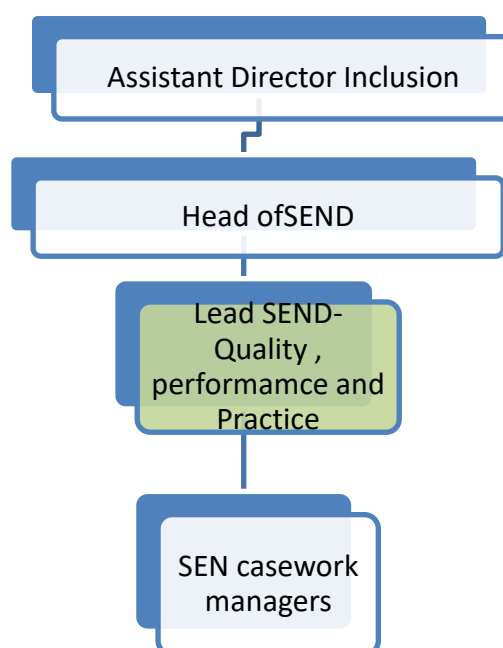 Assistant Director Inclusion
Head ofSEND
Lead SEND-
Quality ,
performamce and
Practice
SEN casework
managers